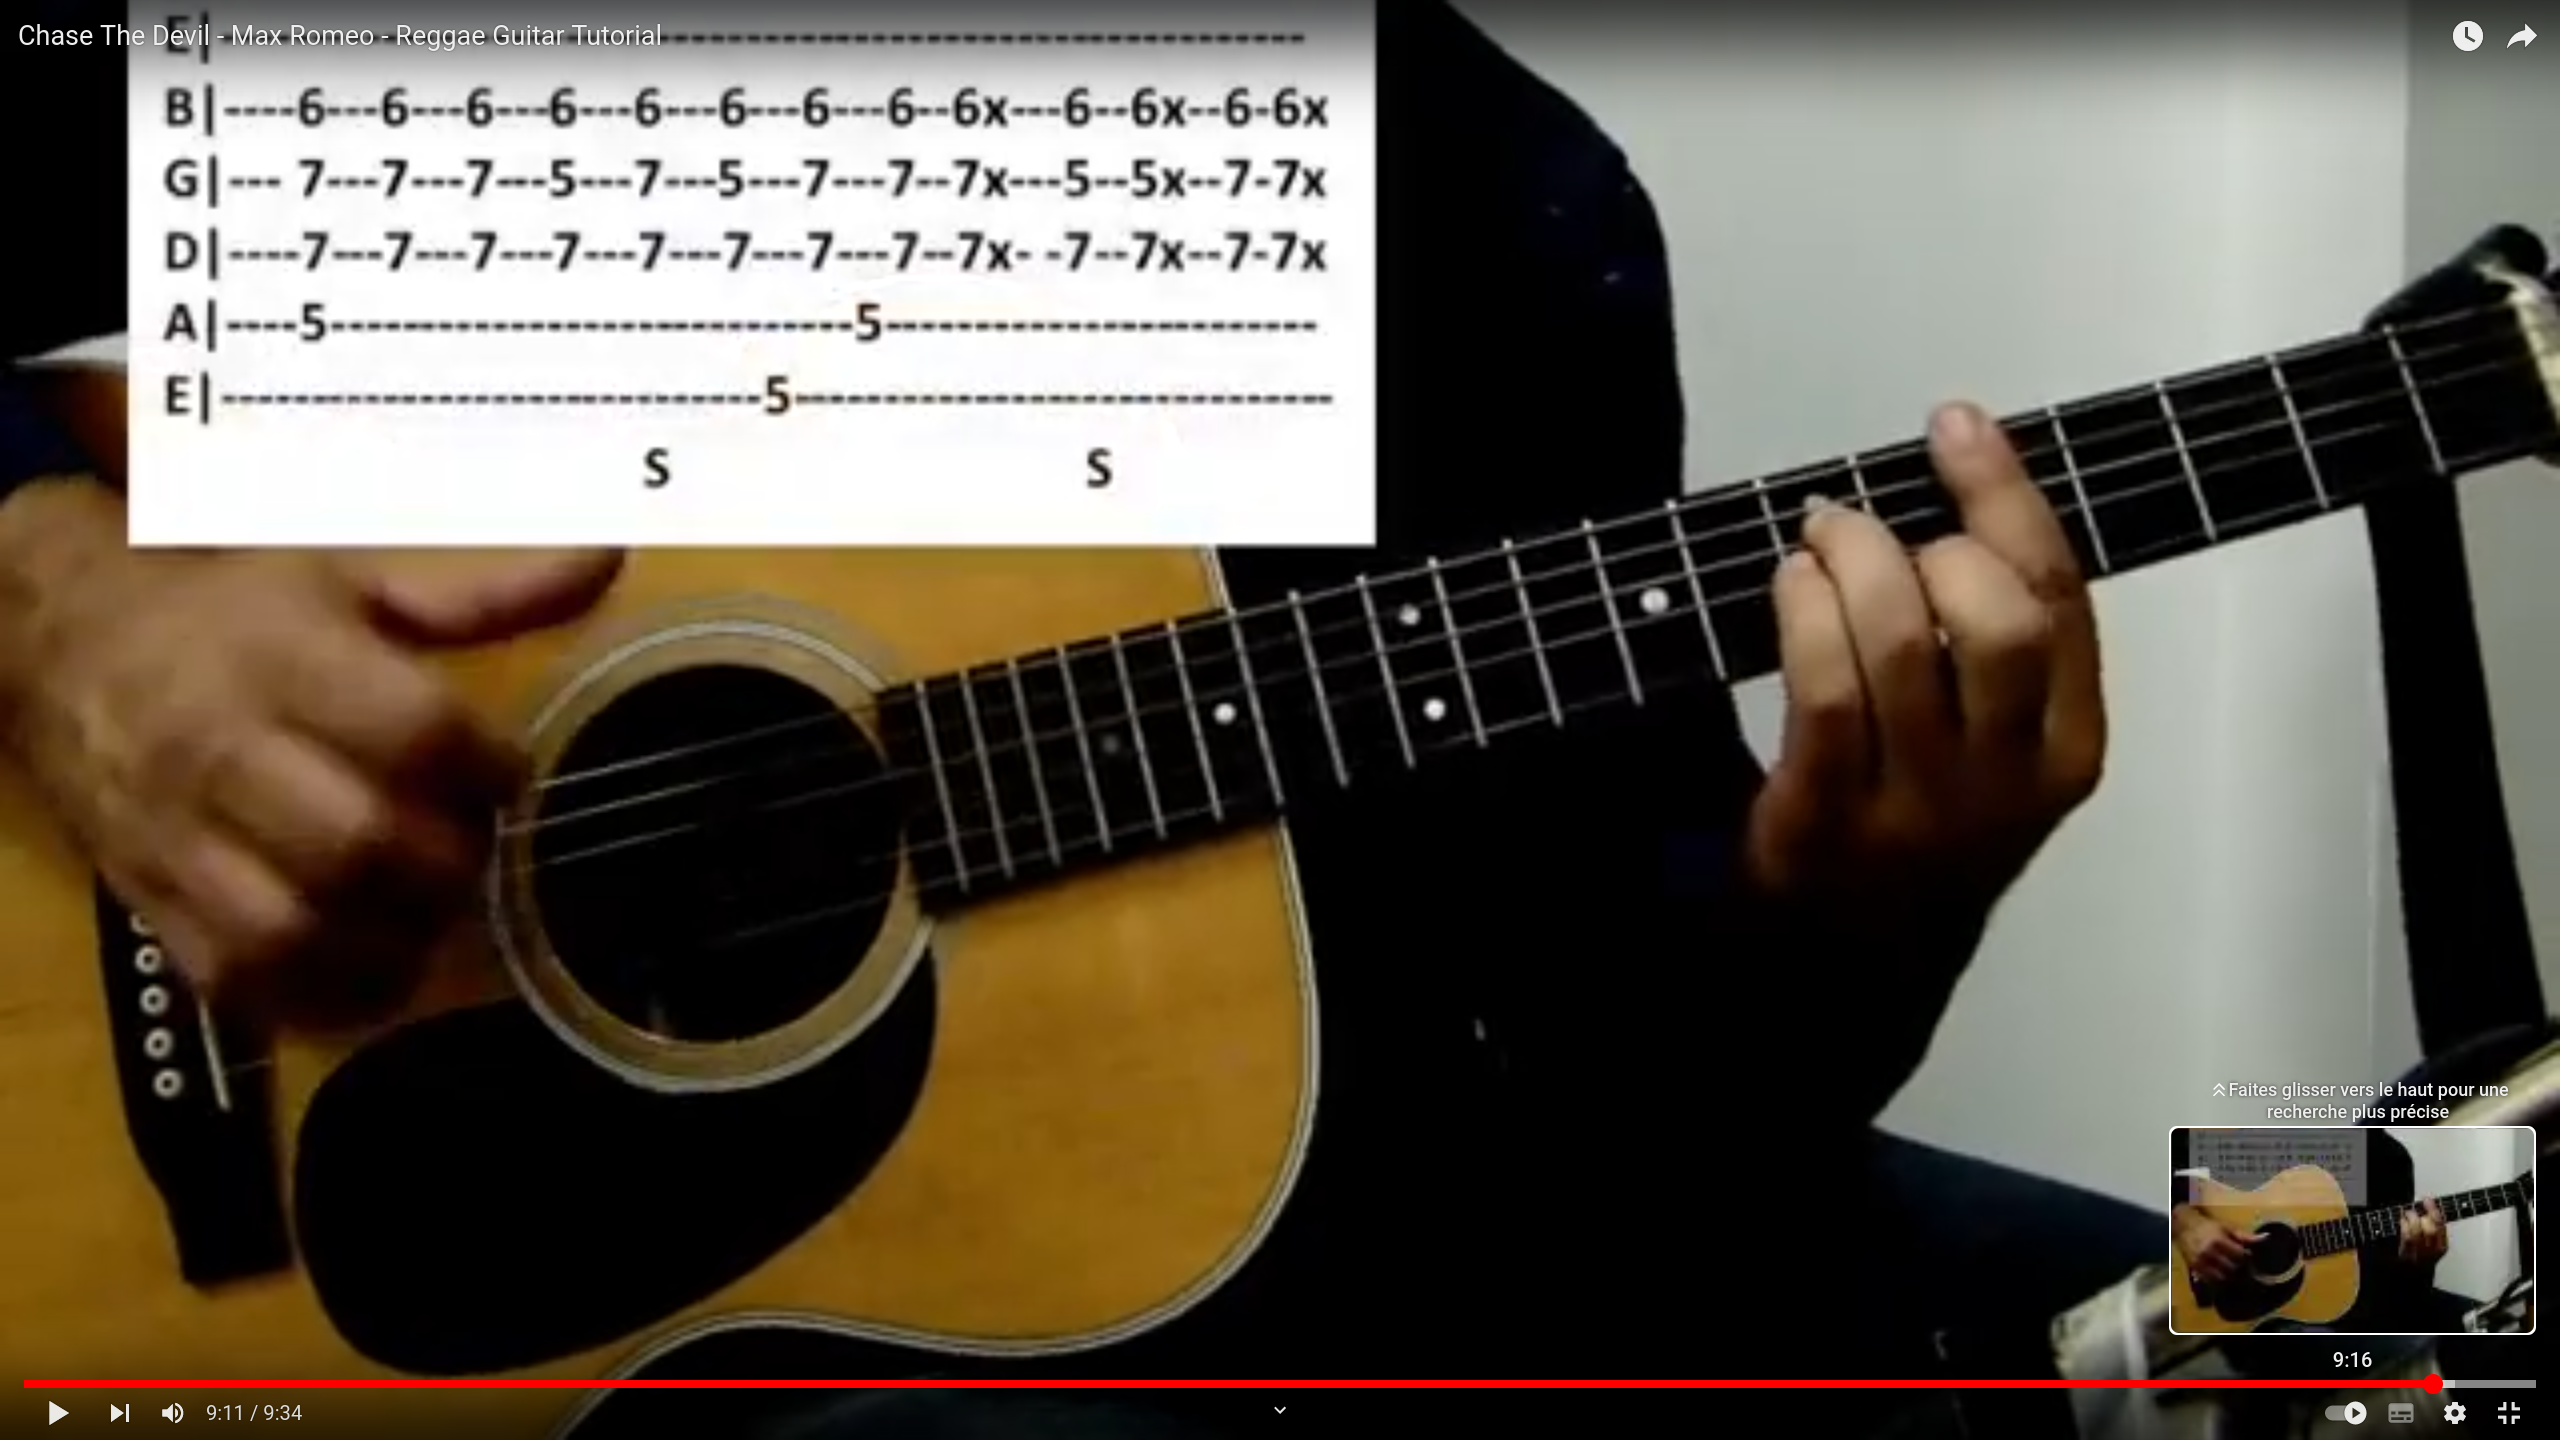 Chase The Devil - Max Romeo - Reggae Guitar Tutorial
E|------------------------------------------------
B|----6---6---6---6---6---6---6---6--6x---6--6x--6-6x
G|--- 7---7---7---5---7---5---7---7--7x---5--5x--7-7x
D|----7---7---7---7---7---7---7---7--7x- -7--7x--7-7x
A|----5-----------------------------5------------------------
E|------------------------------5------------------------------
S S
Faites glisser vers le haut pour une
recherche plus précise
9:16
9:11 / 9:34